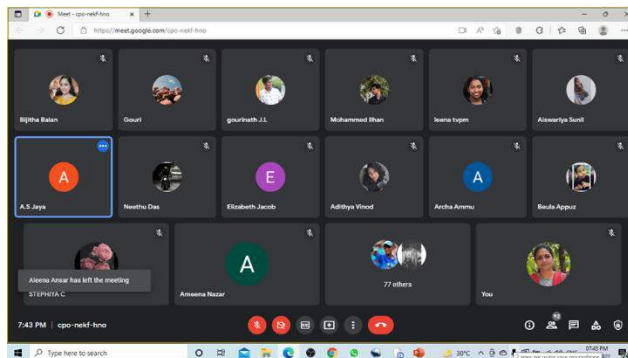 Meet - cpo-nekf-hno
https://meet.google.com/cpo-nekf-hno
Bijitha Balan
Gouri
gourinath J.L
Mohammed Ihan
leena tvpm
Aiswariya Sunil
A
A.S Jaya
Neethu Das
E
Elizabeth Jacob
Adithya Vinod
A
Archa Ammu
Beula Appuz
Aleena Ansar has left the meeting
STEPHIYA C
A
Ameena Nazar
77 others
You
7:43 PM | cpo-nekf-hno
93
Type here to search
30°C
ENG
07:43 PM